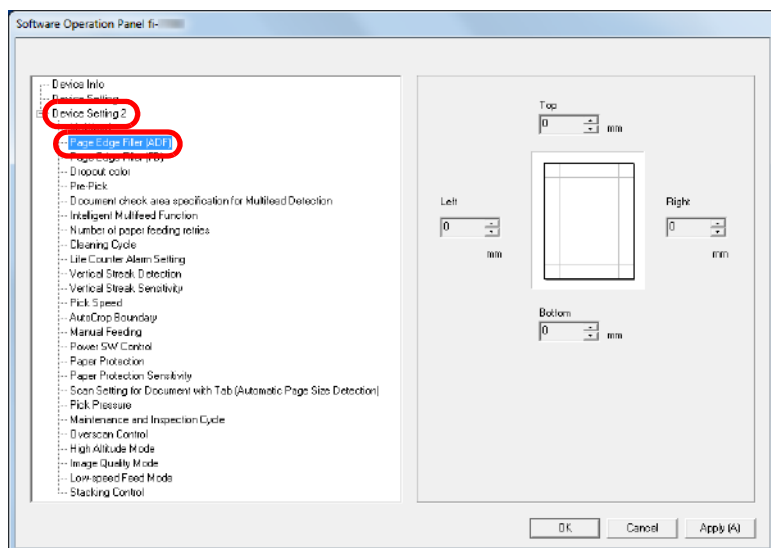 Software Operation Panel fi-
Device Info
Device Setting
Device Setting 2
Page Edge Filler (ADF)
Page Edge Filler (FB)
Dropout color
Pre-Pick
Document check area specification for Multifeed Detection
Intelligent Multifeed Function
Number of paper feeding retries
Cleaning Cycle
Life Counter Alarm Setting
Vertical Streak Detection
Vertical Streak Sensitivity
Pick Speed
AutoCrop Boundary
Manual Feeding
Power SW Control
Paper Protection
Paper Protection Sensitivity
Scan Setting for Document with Tab (Automatic Page Size Detection)
Pick Pressure
Maintenance and Inspection Cycle
Overscan Control
High Altitude Mode
Image Quality Mode
Low-speed Feed Mode
Stacking Control
Top
0 mm
Left
0
mm
Right
0
mm
Bottom
0 mm
OK Cancel Apply (A)